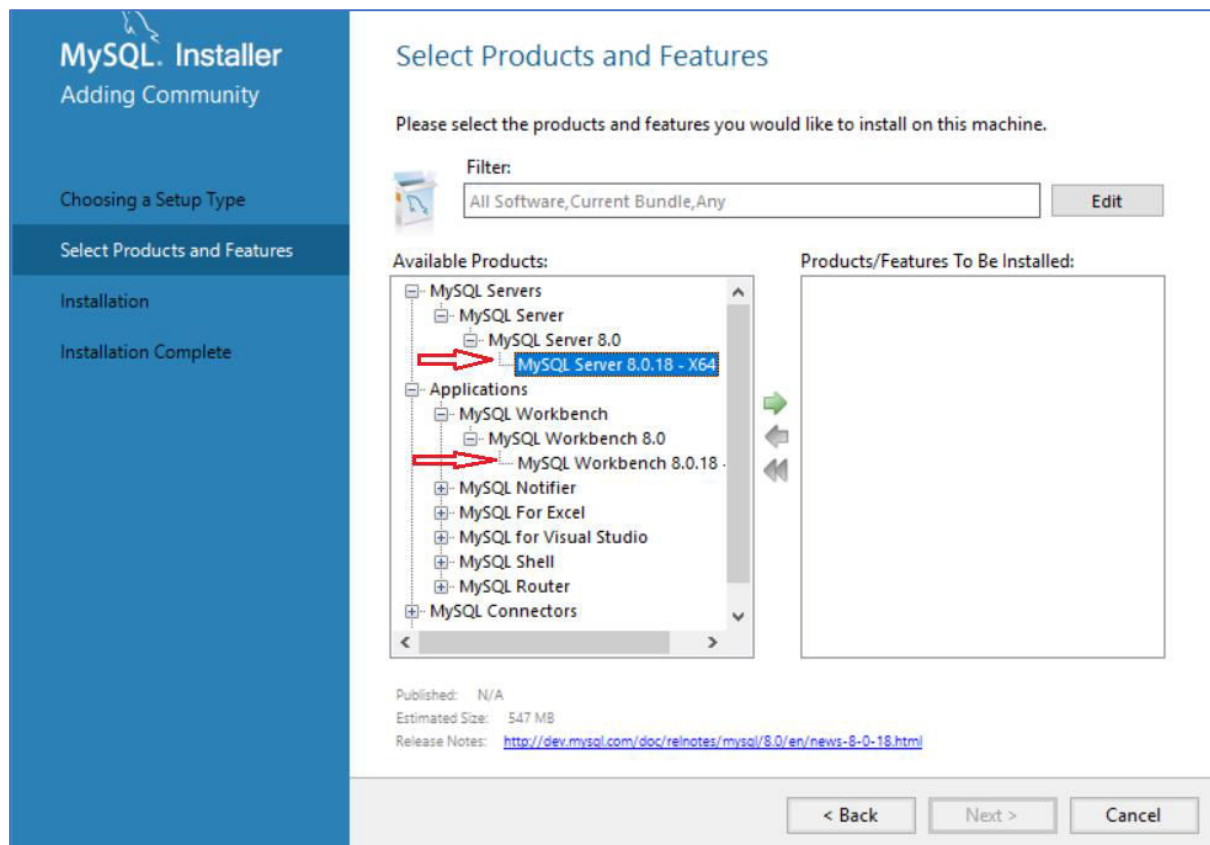 MySQL. Installer
Adding Community
Choosing a Setup Type
Select Products and Features
Installation
Installation Complete
Select Products and Features
Please select the products and features you would like to install on this machine.
Filter:
All Software,Current Bundle,Any
Edit
Available Products:
MySQL Servers
MySQL Server
MySQL Server 8.0
MySQL Server 8.0.18 - X64
Applications
MySQL Workbench
MySQL Workbench 8.0
MySQL Workbench 8.0.18 -
MySQL Notifier
MySQL For Excel
MySQL for Visual Studio
MySQL Shell
MySQL Router
MySQL Connectors
Products/Features To Be Installed:
Published: N/A
Estimated Size: 547 MB
Release Notes: http://dev.mysql.com/doc/relnotes/mysql/8.0/en/news-8-0-18.html
< Back Next > Cancel